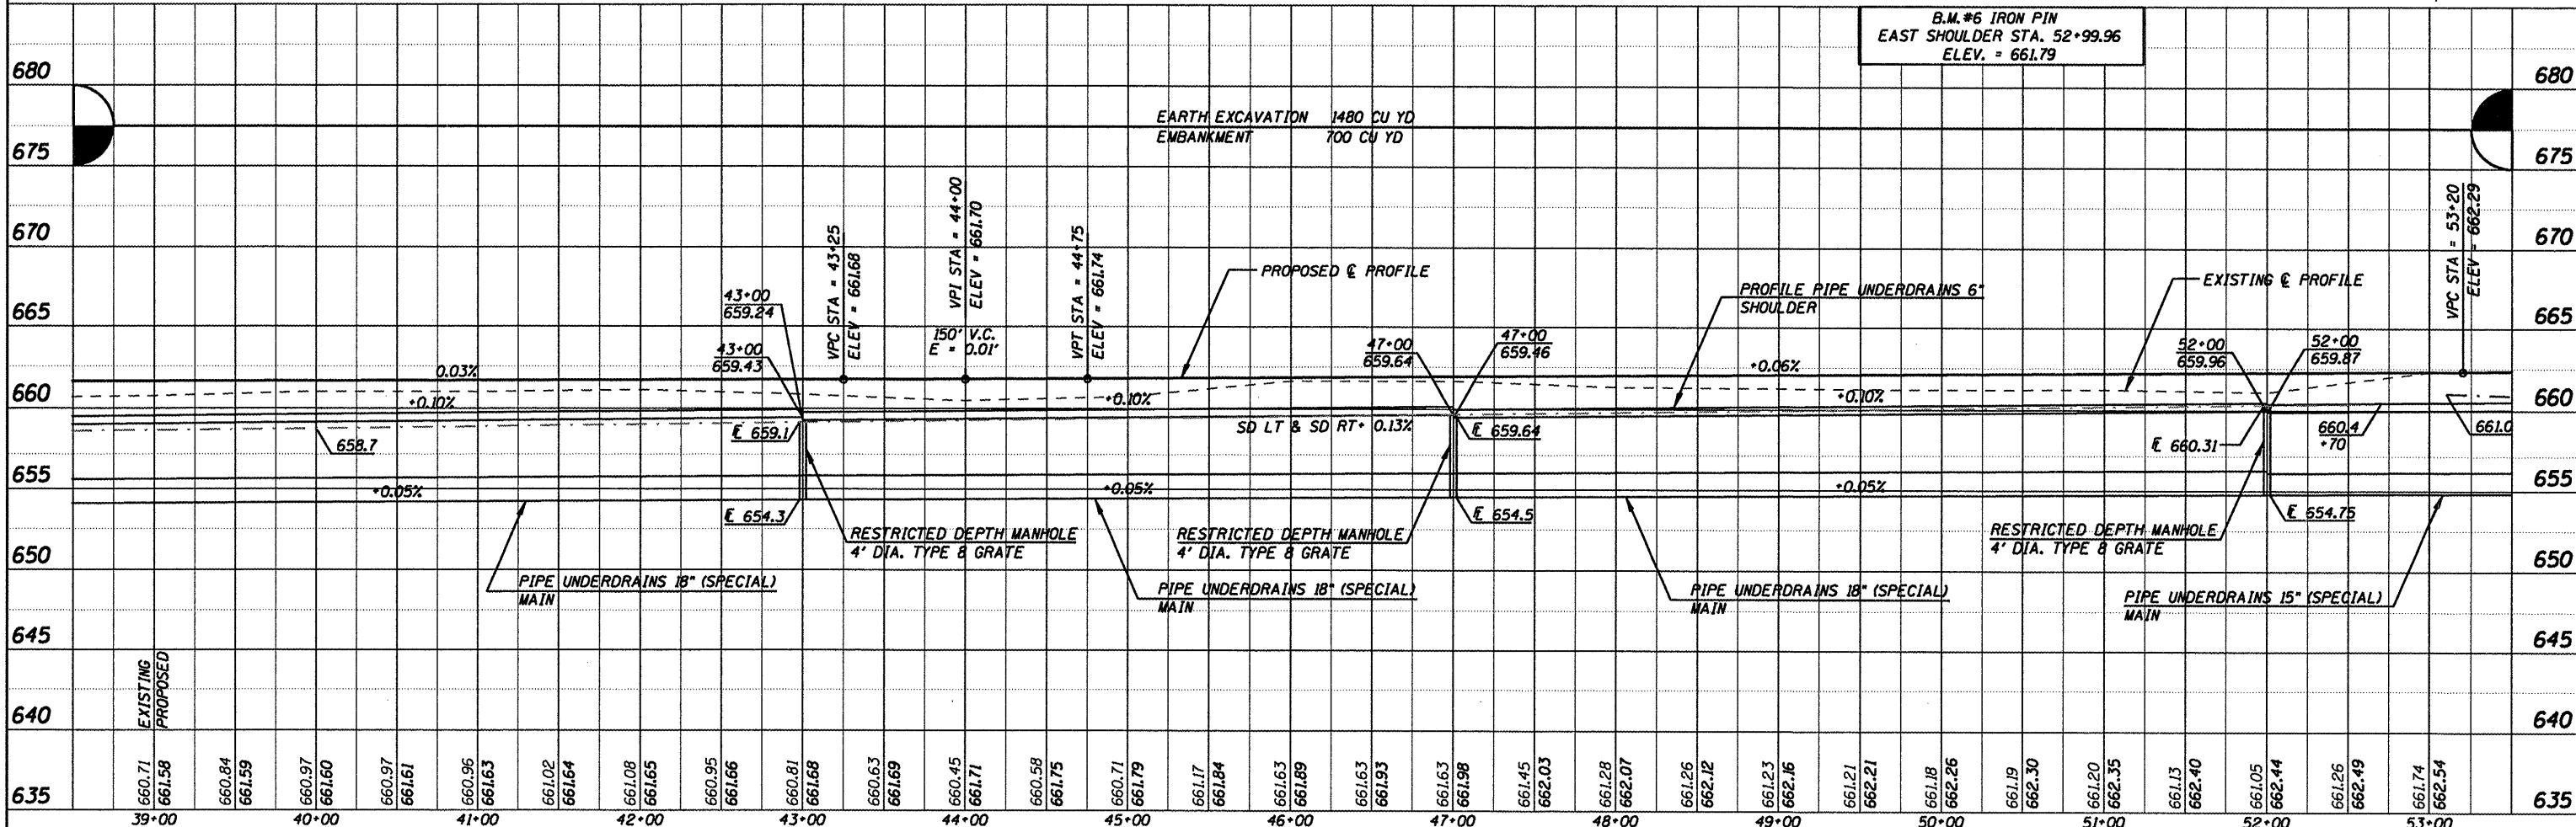 B.M.#6 IRON PIN
EAST SHOULDER STA. 52+99.96
ELEV. = 661.79
680
680
EARTH EXCAVATION 1480 CU YD
EMBANKMENT 700 CU YD
675
675
670
670
VPC STA = 43+25
ELEV = 661.68
VPI STA = 44+00
ELEV = 661.70
150' V.C.
E = 0.01'
VPT STA = 44+75
ELEV = 661.74
PROPOSED ℄ PROFILE
PROFILE PIPE UNDERDRAINS 6"
SHOULDER
EXISTING ℄ PROFILE
VPC STA = 53+20
ELEV = 662.29
665
665
43+00
659.24
43+00
659.43
47+00
659.64
47+00
659.46
52+00
659.96
52+00
659.87
0.03%
+0.06%
+0.10%
+0.10%
+0.10%
660
660
SD LT & SD RT+ 0.13%
658.7
659.1
659.64
660.31
660.4
+70
661.0
655
655
+0.05%
+0.05%
+0.05%
654.3
654.5
654.75
RESTRICTED DEPTH MANHOLE
4' DIA. TYPE 8 GRATE
RESTRICTED DEPTH MANHOLE
4' DIA. TYPE 8 GRATE
RESTRICTED DEPTH MANHOLE
4' DIA. TYPE 8 GRATE
650
650
PIPE UNDERDRAINS 18" (SPECIAL)
MAIN
PIPE UNDERDRAINS 18" (SPECIAL)
MAIN
PIPE UNDERDRAINS 18" (SPECIAL)
MAIN
PIPE UNDERDRAINS 15" (SPECIAL)
MAIN
645
645
EXISTING
PROPOSED
640
640
635
635
660.71
661.58
660.84
661.59
660.97
661.60
660.97
661.61
660.96
661.63
661.02
661.64
661.08
661.65
660.95
661.66
660.81
661.68
660.63
661.69
660.45
661.71
660.58
661.75
660.71
661.79
661.17
661.84
661.63
661.89
661.63
661.93
661.63
661.98
661.45
662.03
661.28
662.07
661.26
662.12
661.23
662.16
661.21
662.21
661.18
662.26
661.19
662.30
661.20
662.35
661.13
662.40
661.05
662.44
661.26
662.49
661.74
662.54
39+00 40+00 41+00 42+00 43+00 44+00 45+00 46+00 47+00 48+00 49+00 50+00 51+00 52+00 53+00